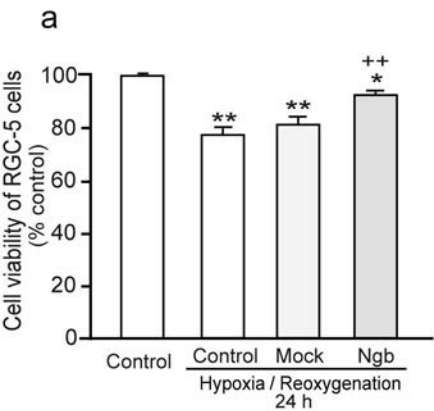 a
Cell viability of RGC-5 cells
(% control)
100
80
60
40
20
0
**
**
++
*
Control
Control Mock Ngb
Hypoxia / Reoxygenation
24 h